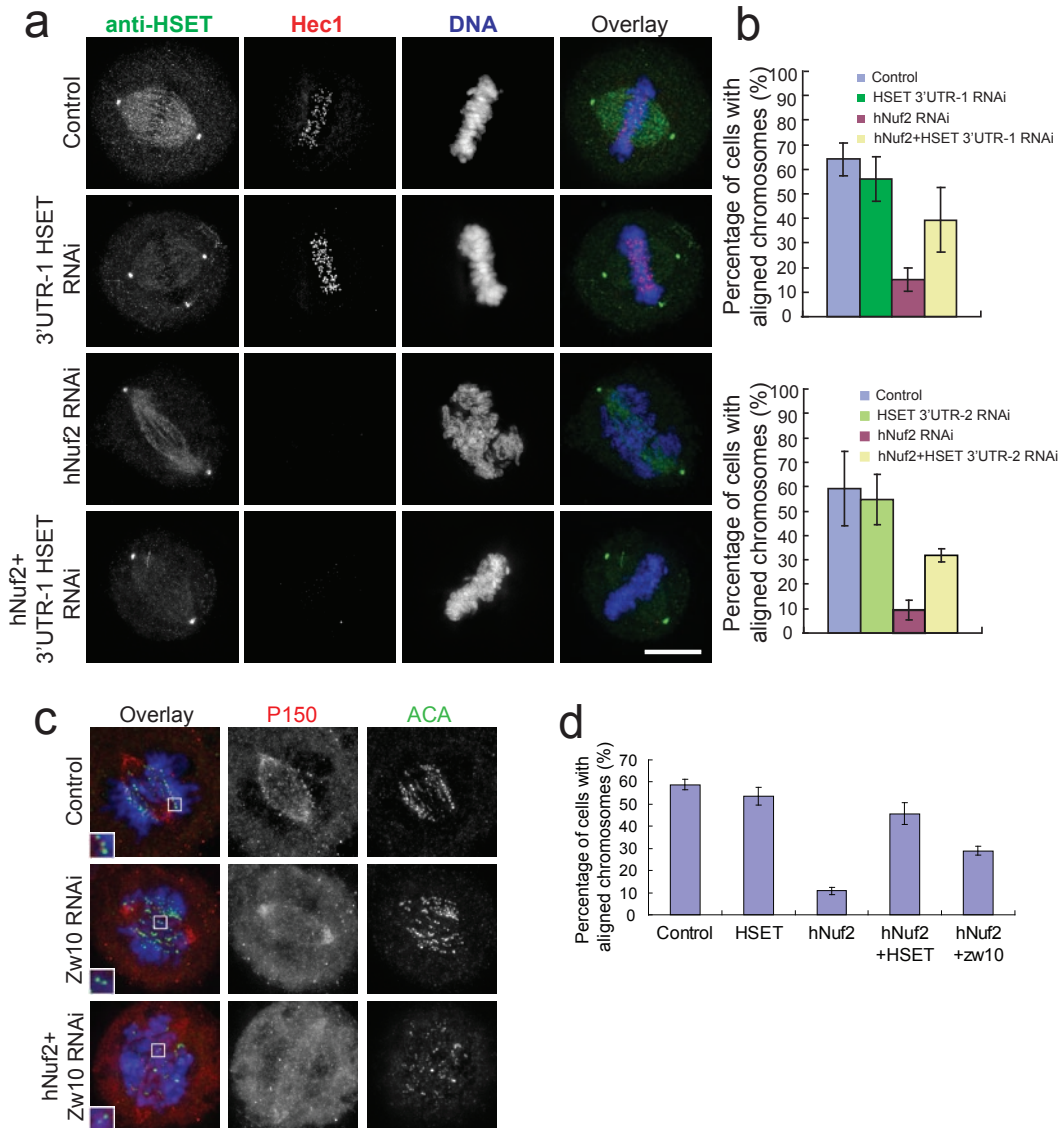 a
anti-HSET Hec1 DNA Overlay
Control
3'UTR-1 HSET
RNAi
hNuf2 RNAi
hNuf2+
3'UTR-1 HSET
RNAi
b
Percentage of cells with
aligned chromosomes (%)
100
90
80
70
60
50
40
30
20
10
0
Control
HSET 3'UTR-1 RNAi
hNuf2 RNAi
hNuf2+HSET 3'UTR-1 RNAi
Percentage of cells with
aligned chromosomes (%)
100
90
80
70
60
50
40
30
20
10
0
Control
HSET 3'UTR-2 RNAi
hNuf2 RNAi
hNuf2+HSET 3'UTR-2 RNAi
c
Overlay P150 ACA
Control
Zw10 RNAi
hNuf2+
Zw10 RNAi
d
Percentage of cells with
aligned chromosomes (%)
70
60
50
40
30
20
10
0
Control HSET hNuf2 hNuf2 hNuf2
+HSET +zw10